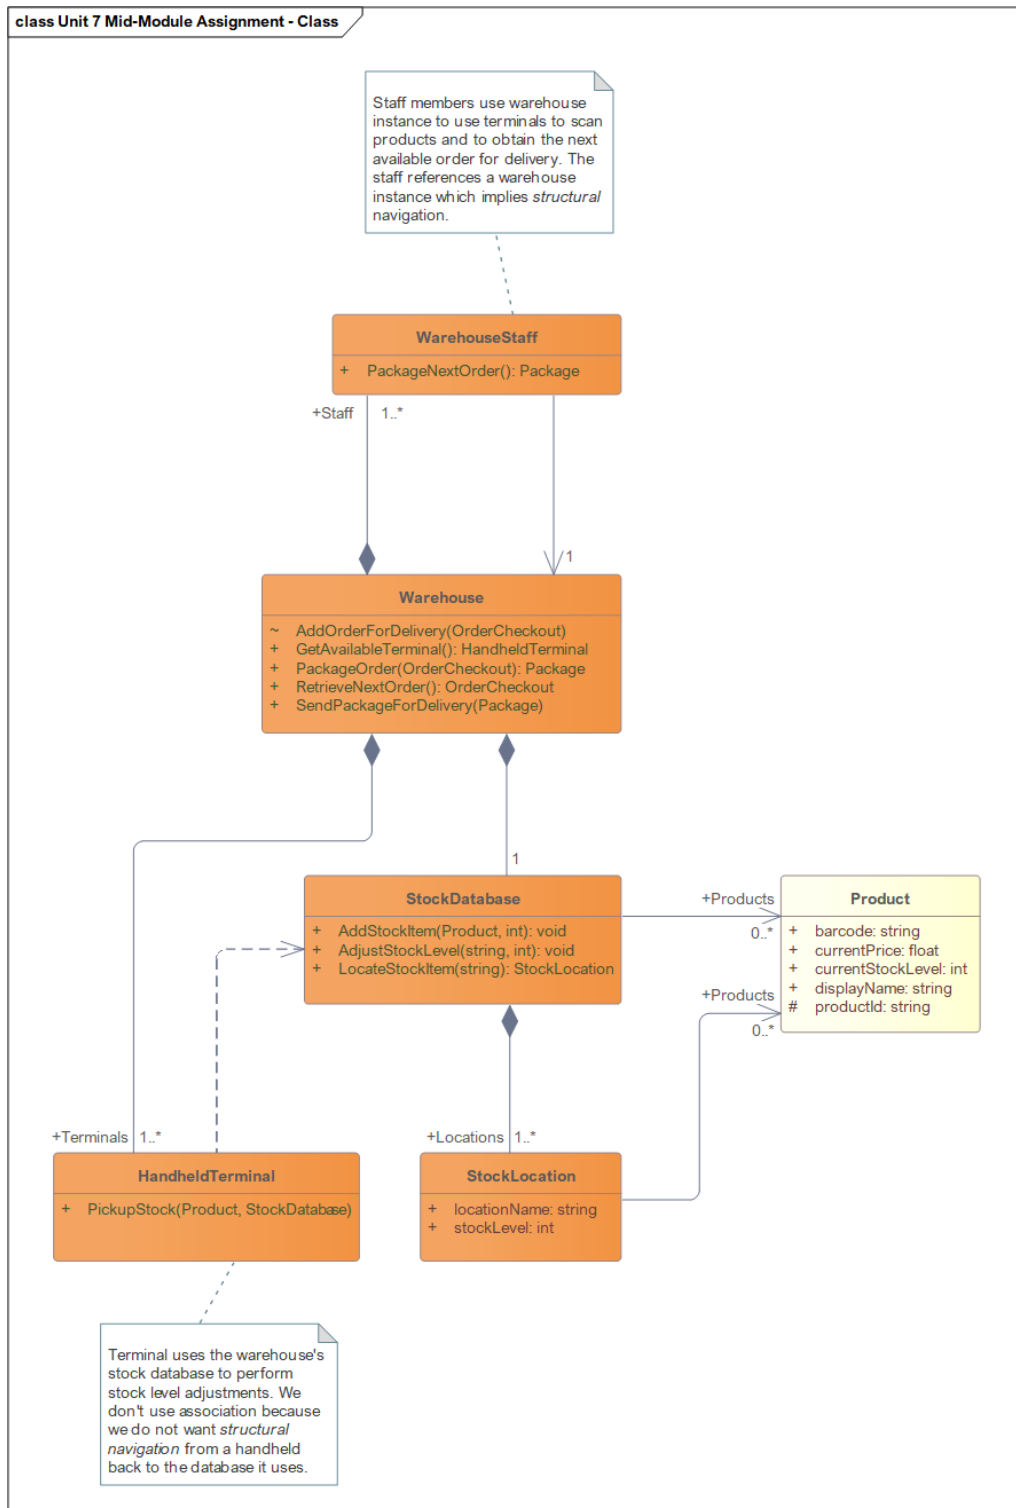 class Unit 7 Mid-Module Assignment - Class
Staff members use warehouse
instance to use terminals to scan
products and to obtain the next
available order for delivery. The
staff references a warehouse
instance which implies structural
navigation.
WarehouseStaff
+ PackageNextOrder(): Package
+Staff 1..*
1
Warehouse
~ AddOrderForDelivery(OrderCheckout)
+ GetAvailableTerminal(): HandheldTerminal
+ PackageOrder(OrderCheckout): Package
+ RetrieveNextOrder(): OrderCheckout
+ SendPackageForDelivery(Package)
1
StockDatabase
+ AddStockItem(Product, int): void
+ AdjustStockLevel(string, int): void
+ LocateStockItem(string): StockLocation
+Products
0..*
+Products
0..*
Product
+ barcode: string
+ currentPrice: float
+ currentStockLevel: int
+ displayName: string
# productId: string
+Terminals 1..*
+Locations 1..*
HandheldTerminal
+ PickupStock(Product, StockDatabase)
StockLocation
+ locationName: string
+ stockLevel: int
Terminal uses the warehouse's
stock database to perform
stock level adjustments. We
don't use association because
we do not want structural
navigation from a handheld
back to the database it uses.